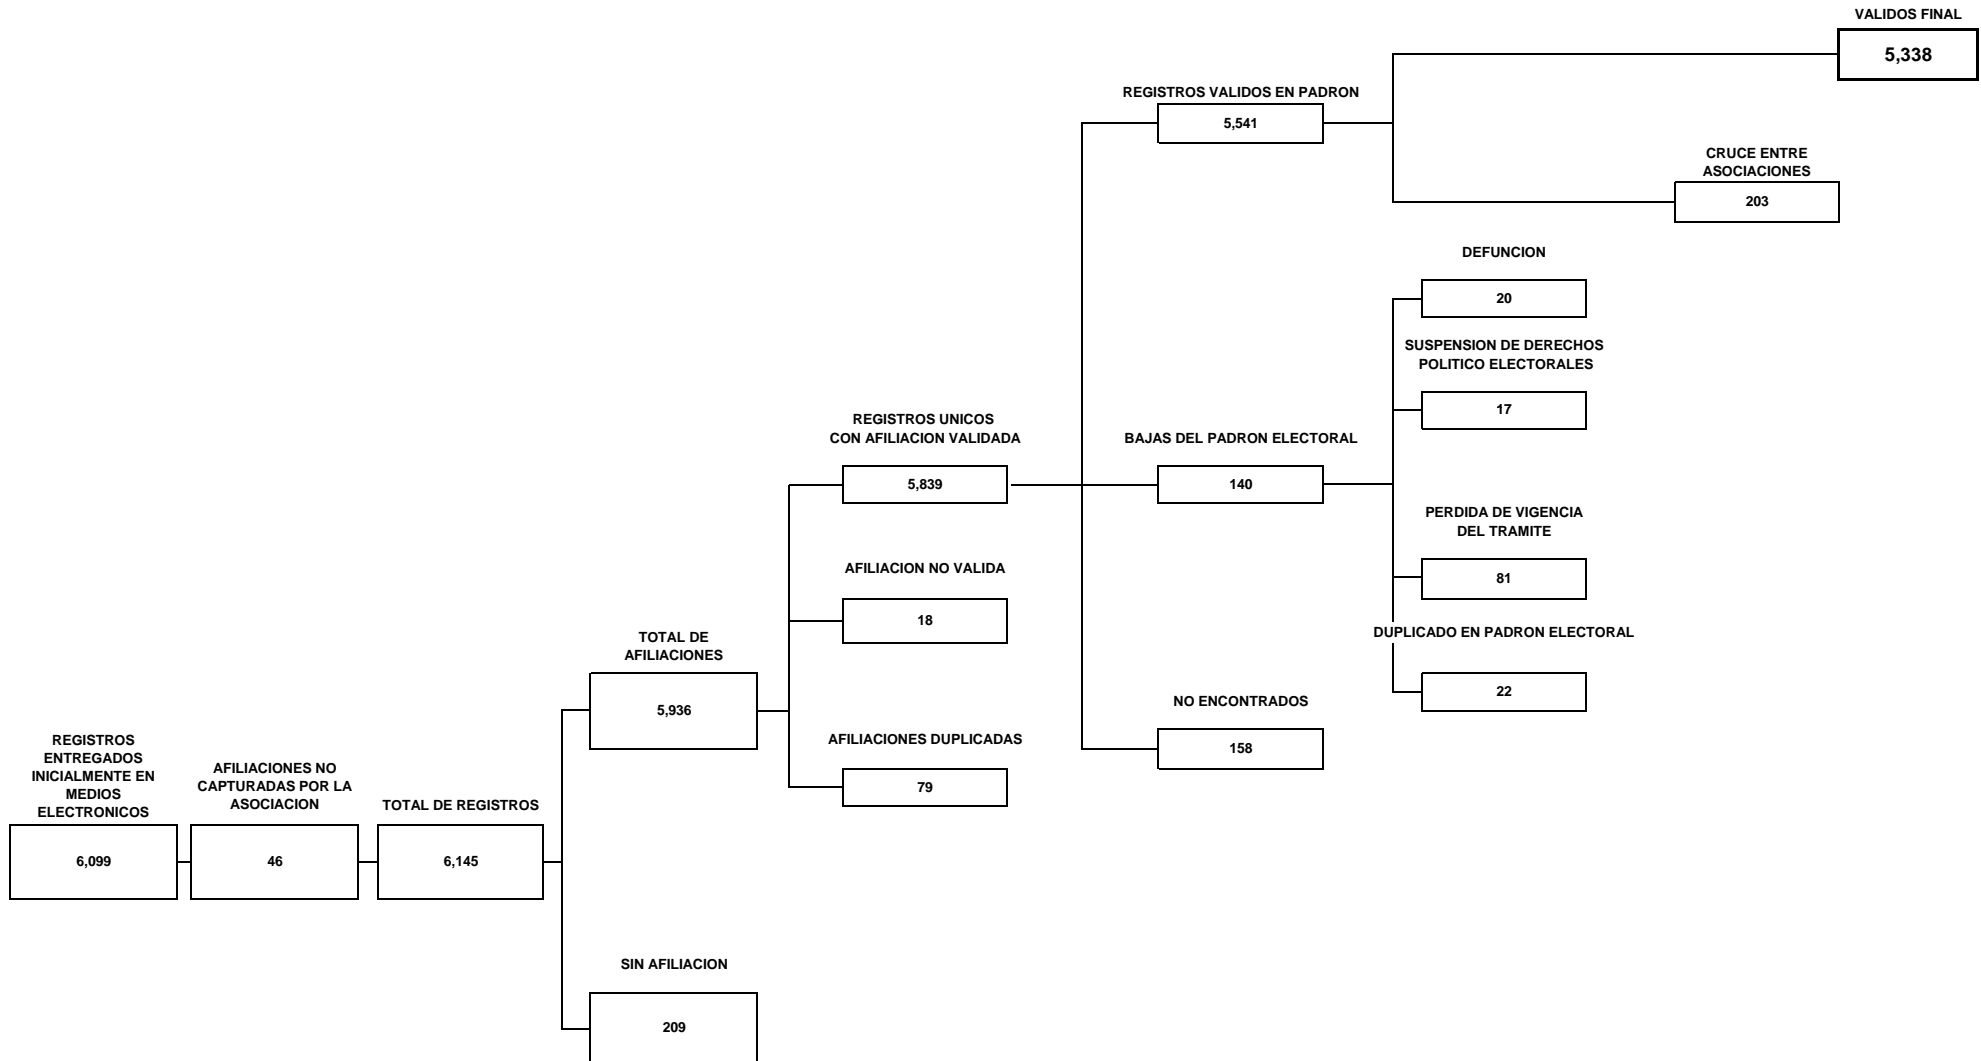 VALIDOS FINAL
5,338
REGISTROS VALIDOS EN PADRON
5,541
CRUCE ENTRE
ASOCIACIONES
203
DEFUNCION
20
SUSPENSION DE DERECHOS
POLITICO ELECTORALES
17
REGISTROS UNICOS
CON AFILIACION VALIDADA
5,839
BAJAS DEL PADRON ELECTORAL
140
PERDIDA DE VIGENCIA
DEL TRAMITE
81
AFILIACION NO VALIDA
18
DUPLICADO EN PADRON ELECTORAL
22
TOTAL DE
AFILIACIONES
5,936
NO ENCONTRADOS
158
AFILIACIONES DUPLICADAS
79
REGISTROS
ENTREGADOS
INICIALMENTE EN
MEDIOS
ELECTRONICOS
6,099
AFILIACIONES NO
CAPTURADAS POR LA
ASOCIACION
46
TOTAL DE REGISTROS
6,145
SIN AFILIACION
209